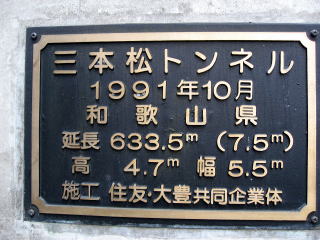 三本松トンネル
1991年10月
和歌山県
延長 633.5m (7.5m)
高 4.7m 幅 5.5m
施工 住友・大豊共同企業体